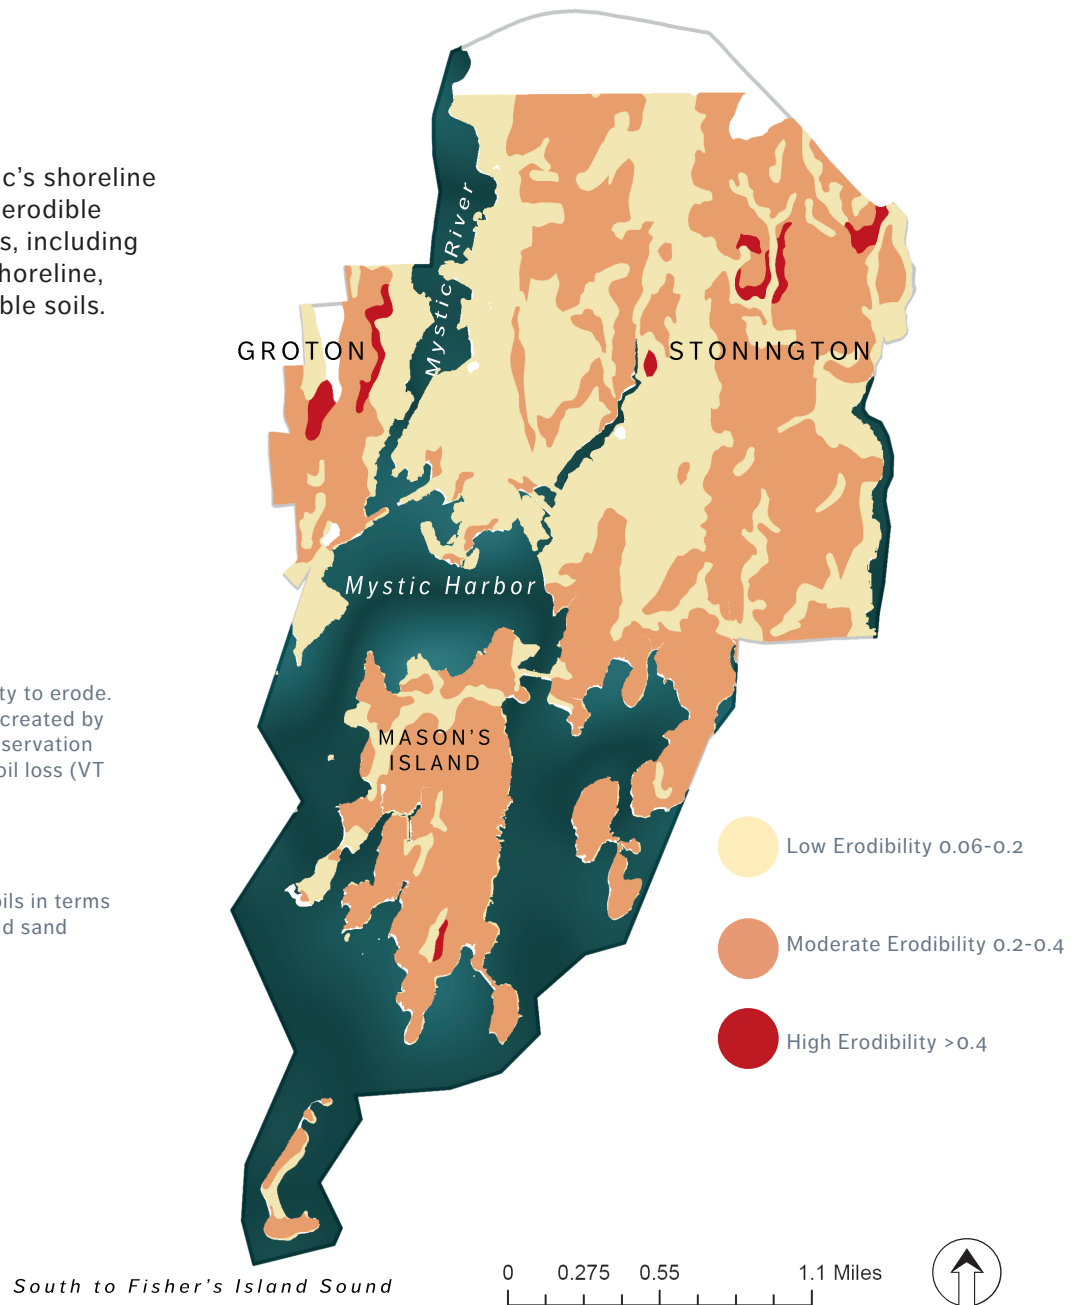 c’s shoreline
erodible
s, including
horeline,
ble soils.
Mystic River
GROTON
STONINGTON
Mystic Harbor
ty to erode.
created by
servation
oil loss (VT
MASON’S
ISLAND
Low Erodibility 0.06-0.2
ils in terms
d sand
Moderate Erodibility 0.2-0.4
High Erodibility >0.4
South to Fisher’s Island Sound
0 0.275 0.55 1.1 Miles